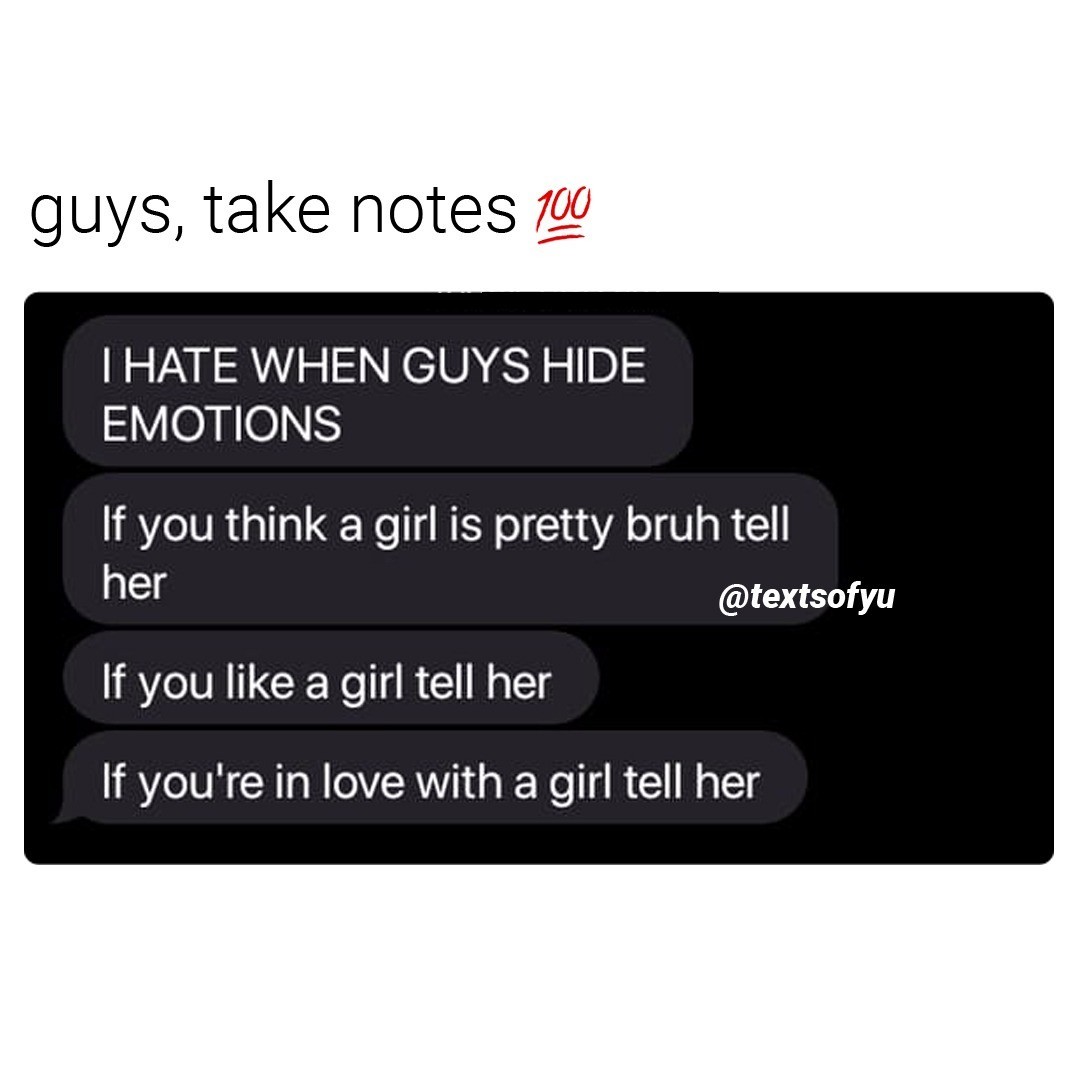 guys, take notes 💯
I HATE WHEN GUYS HIDE
EMOTIONS
If you think a girl is pretty bruh tell
her
@textsofyu
If you like a girl tell her
If you're in love with a girl tell her